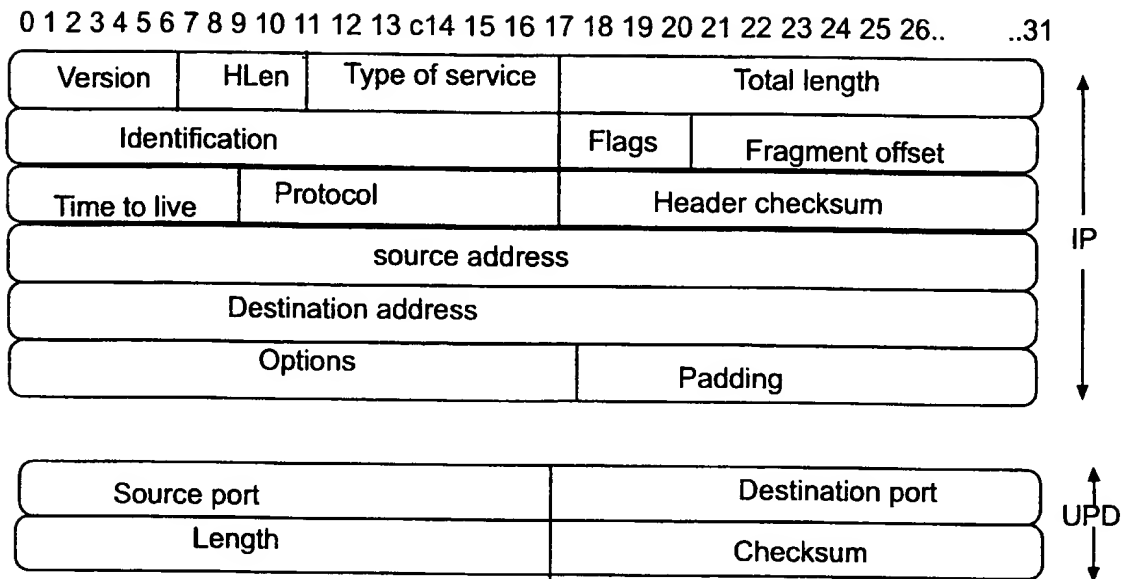 0 1 2 3 4 5 6 7 8 9 10 11 12 13 c14 15 16 17 18 19 20 21 22 23 24 25 26.. ..31
Version HLen Type of service Total length
Identification Flags Fragment offset
Time to live Protocol Header checksum
source address
IP
Destination address
Options Padding
Source port Destination port
UPD
Length Checksum